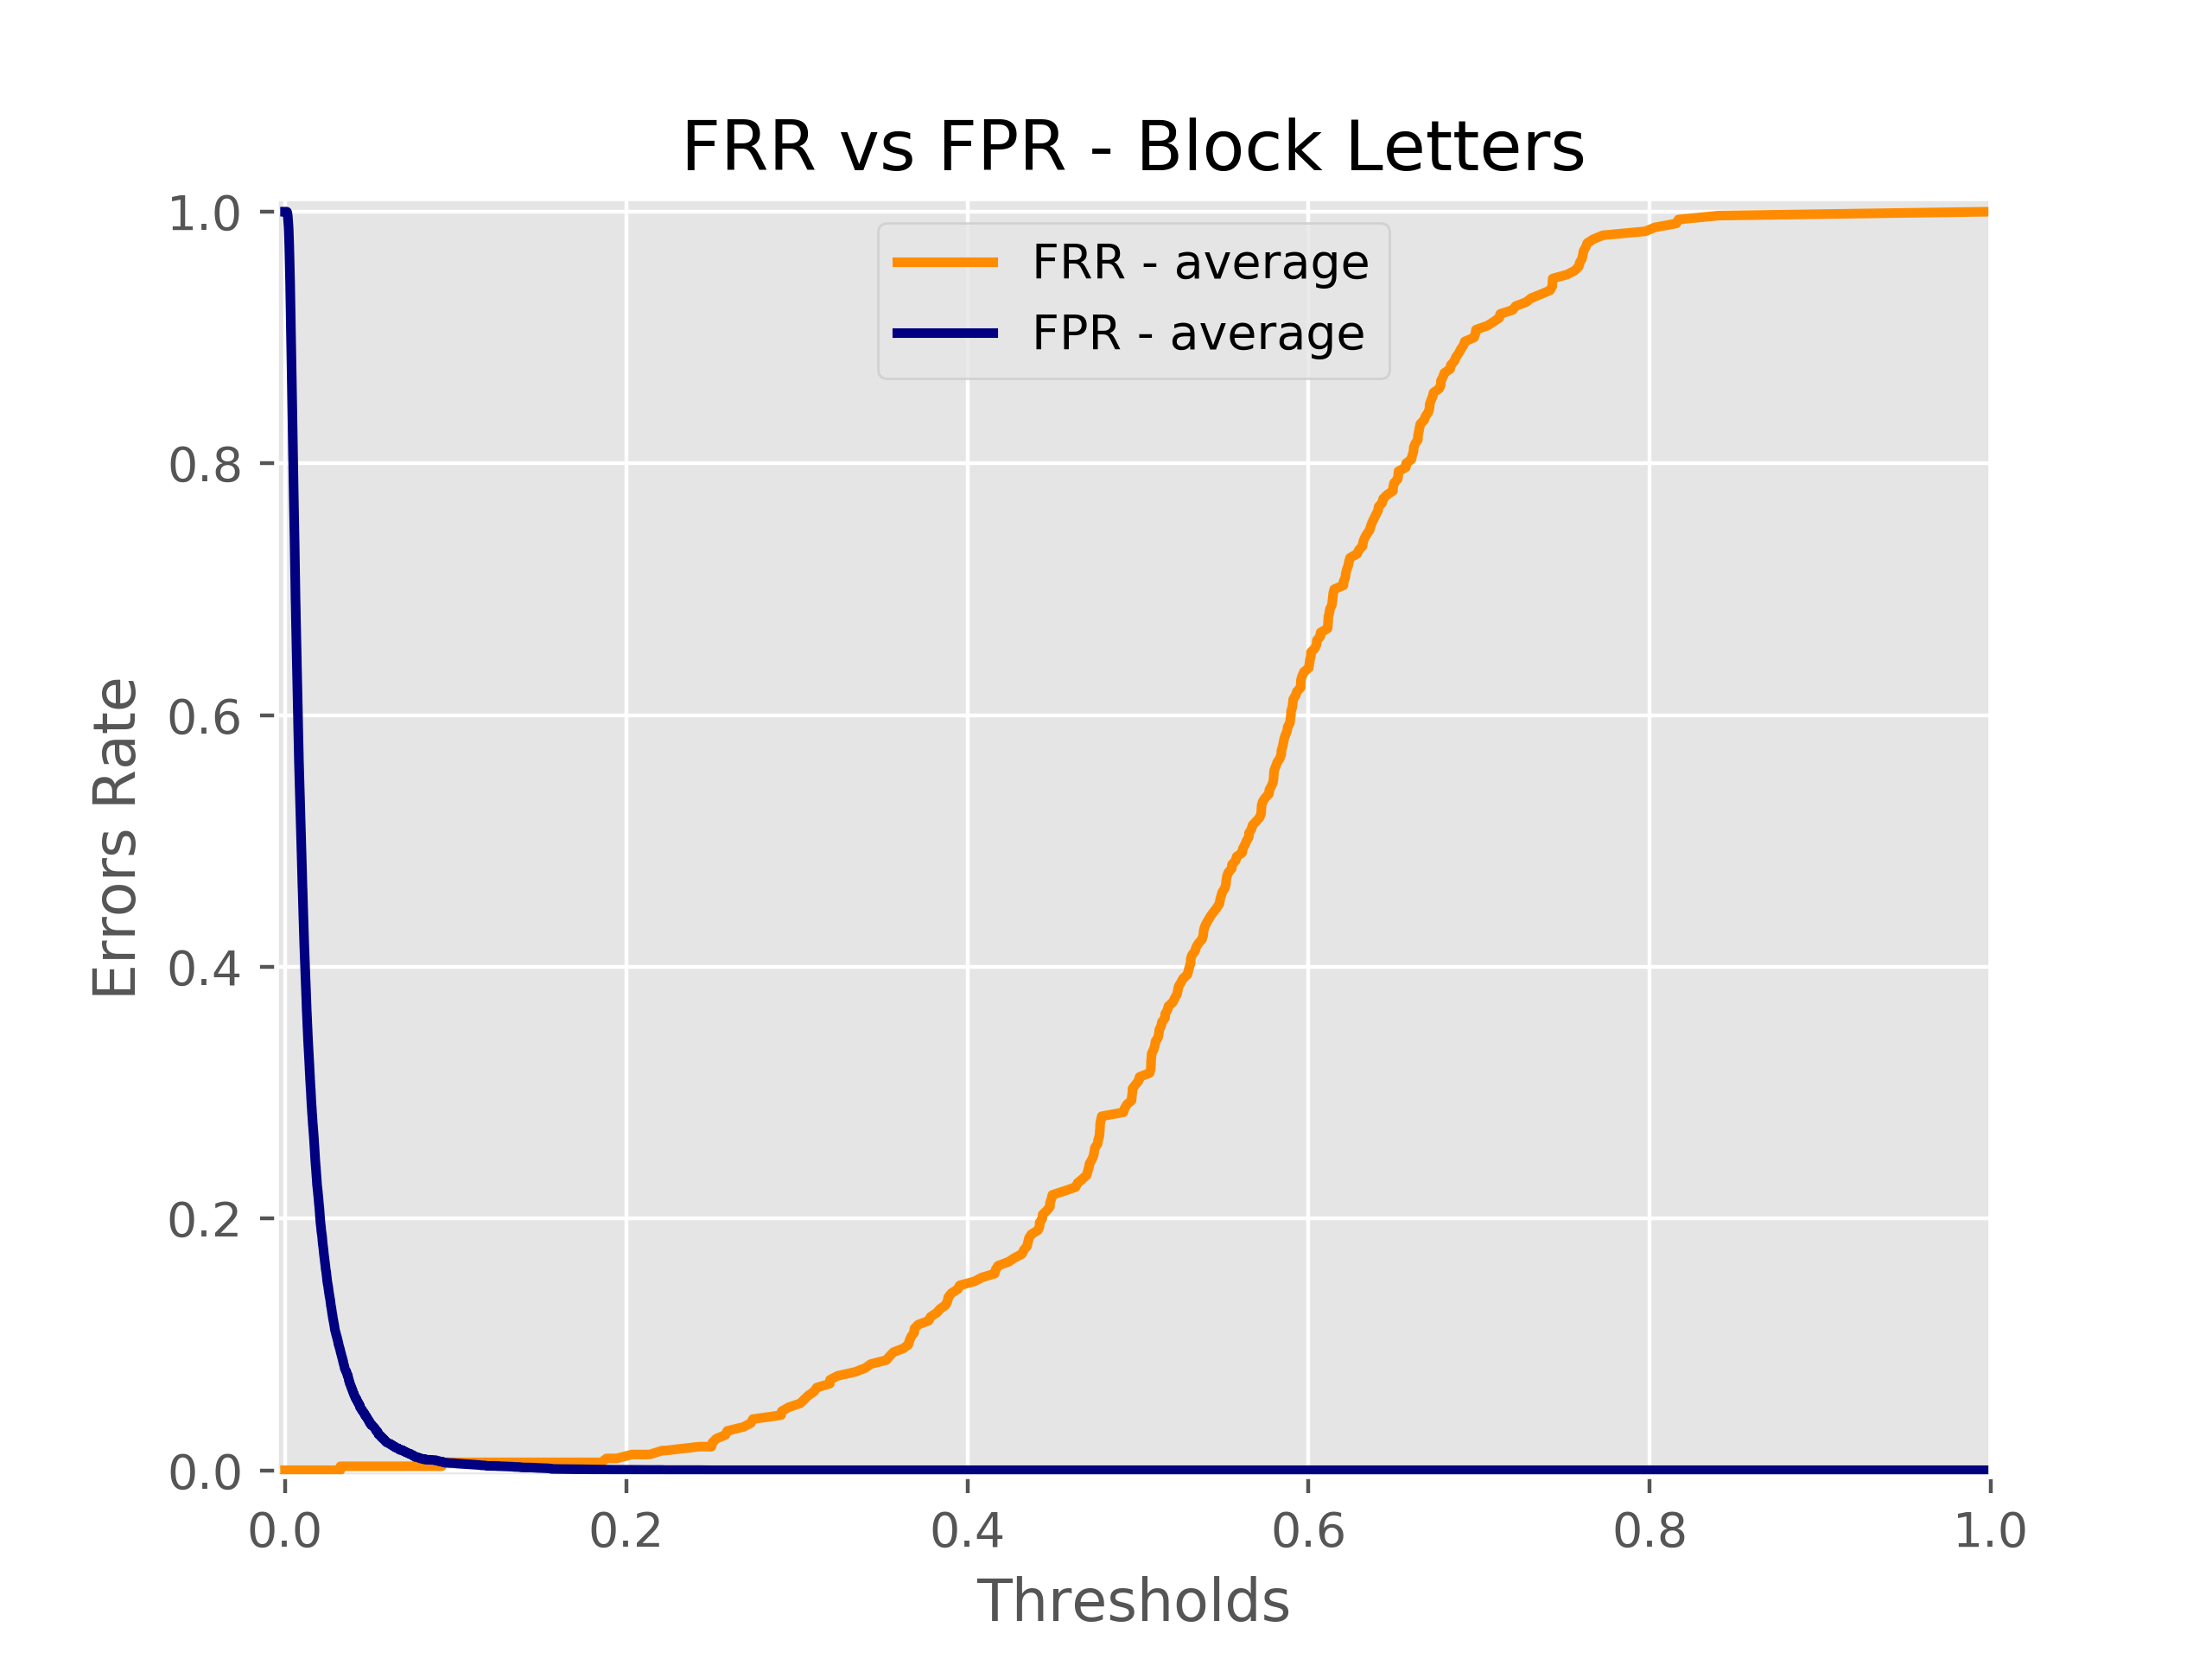 FRR vs FPR - Block Letters
FRR - average
FPR - average
Errors Rate
1.0
0.8
0.6
0.4
0.2
0.0
0.0 0.2 0.4 0.6 0.8 1.0
Thresholds